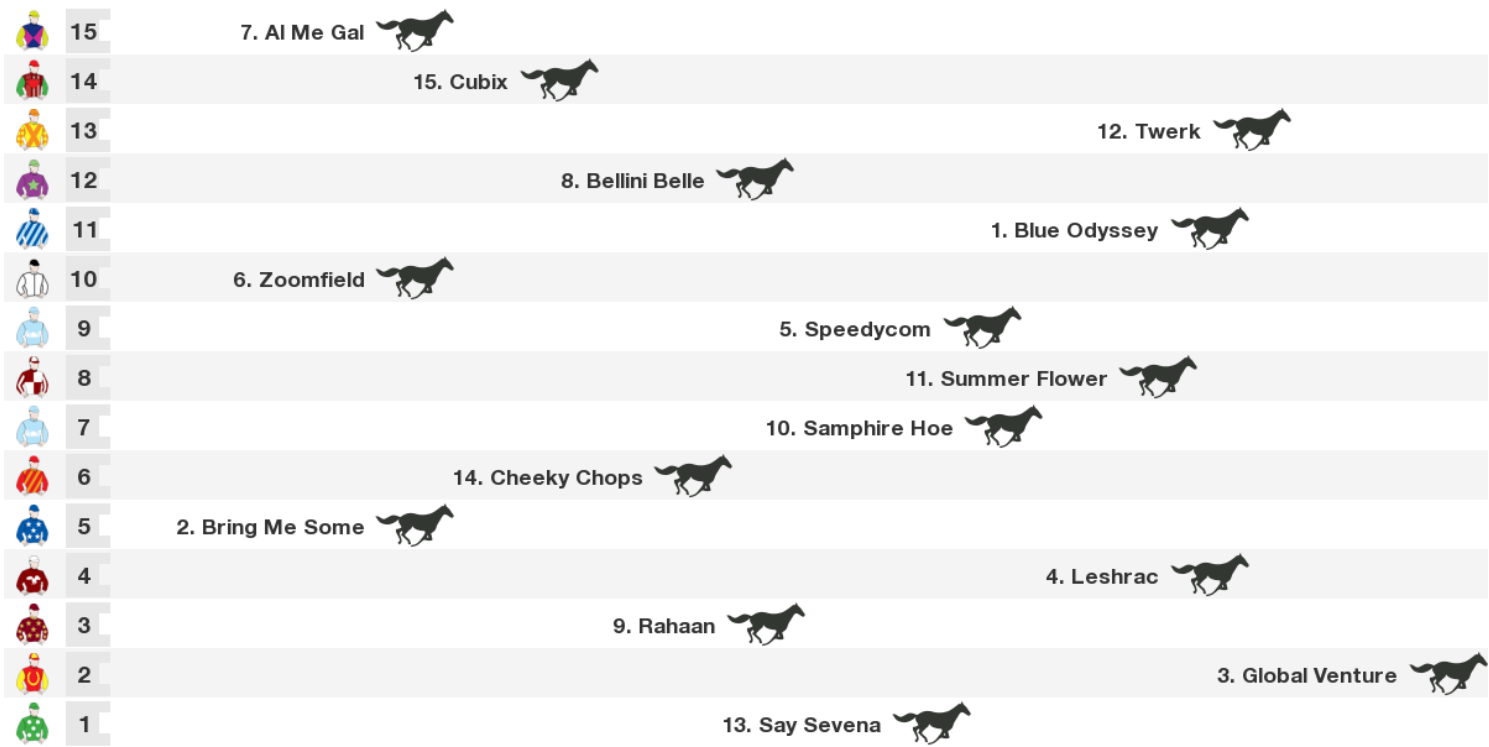 15 7. Al Me Gal
14 15. Cubix
13 12. Twerk
12 8. Bellini Belle
11 1. Blue Odyssey
10 6. Zoomfield
9 5. Speedycom
8 11. Summer Flower
7 10. Samphire Hoe
6 14. Cheeky Chops
5 2. Bring Me Some
4 4. Leshrac
3 9. Rahaan
2 3. Global Venture
1 13. Say Sevena